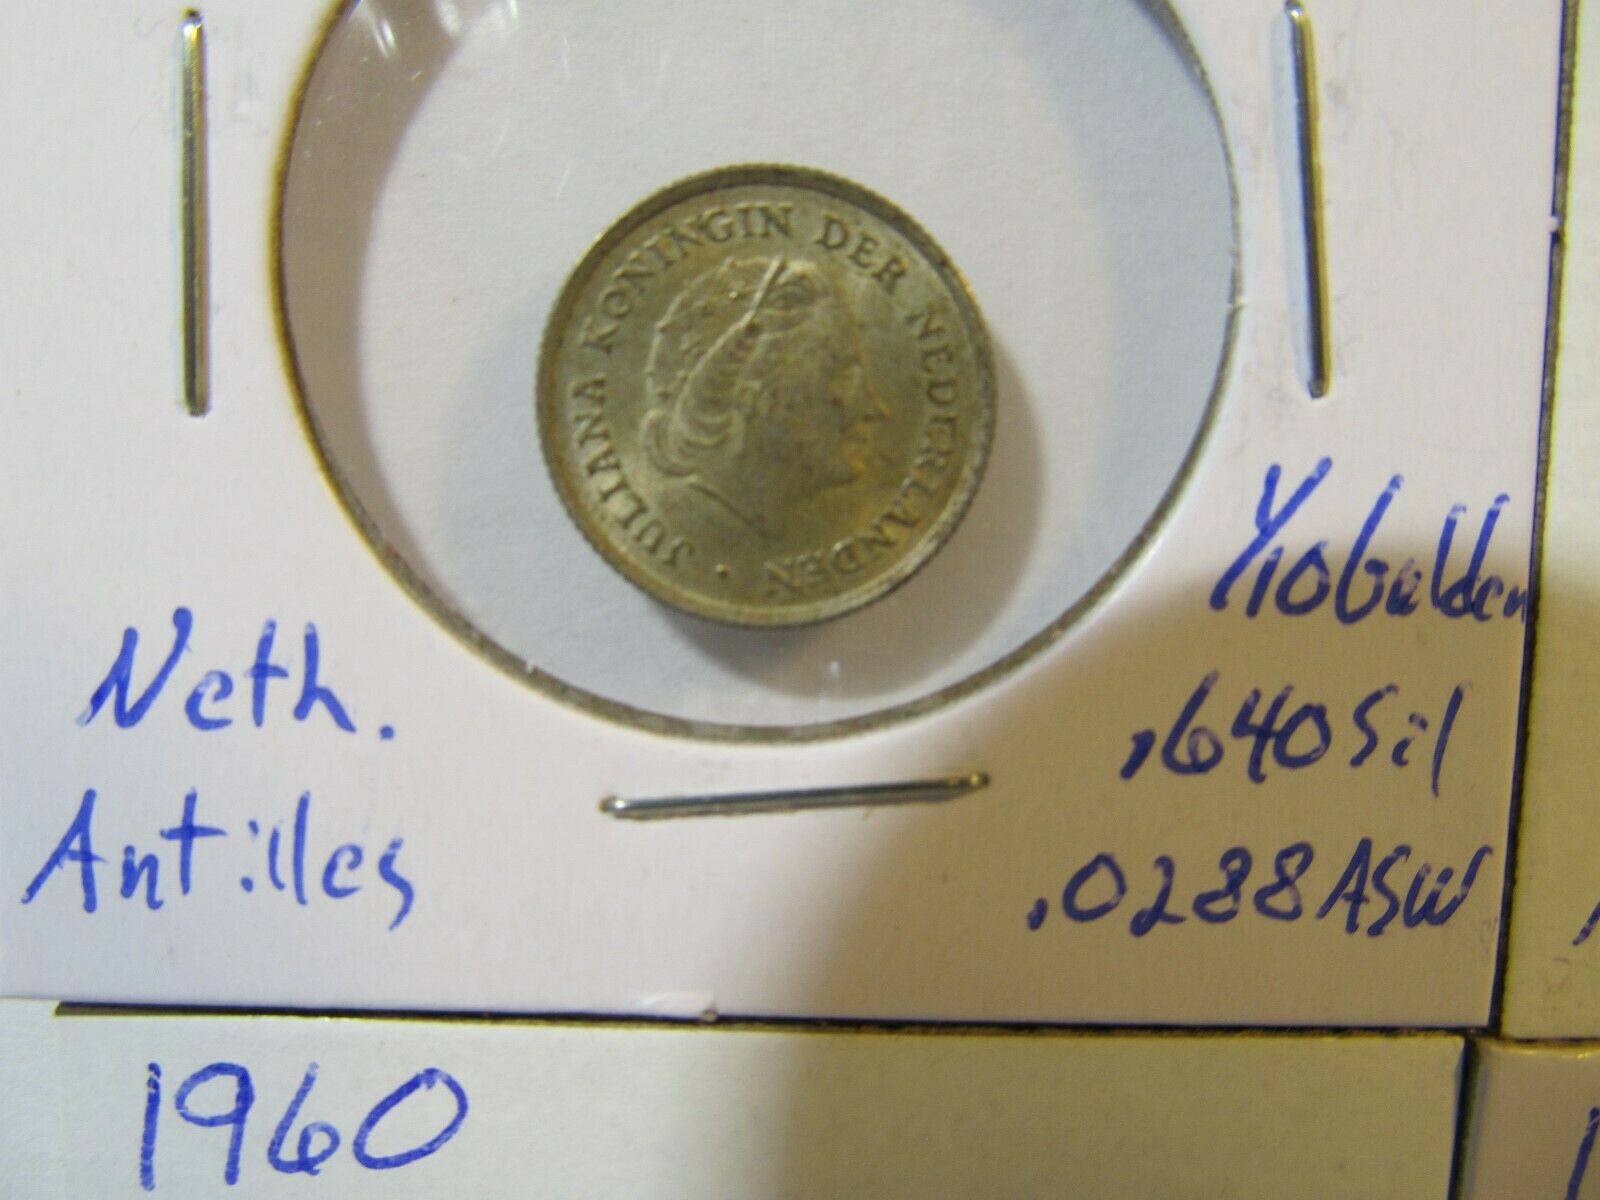 JULIANA KONINGIN DER NEDERLANDEN •
1/10 Gulden
.640 Sil
.0288 ASW
Neth.
Antilles
1960